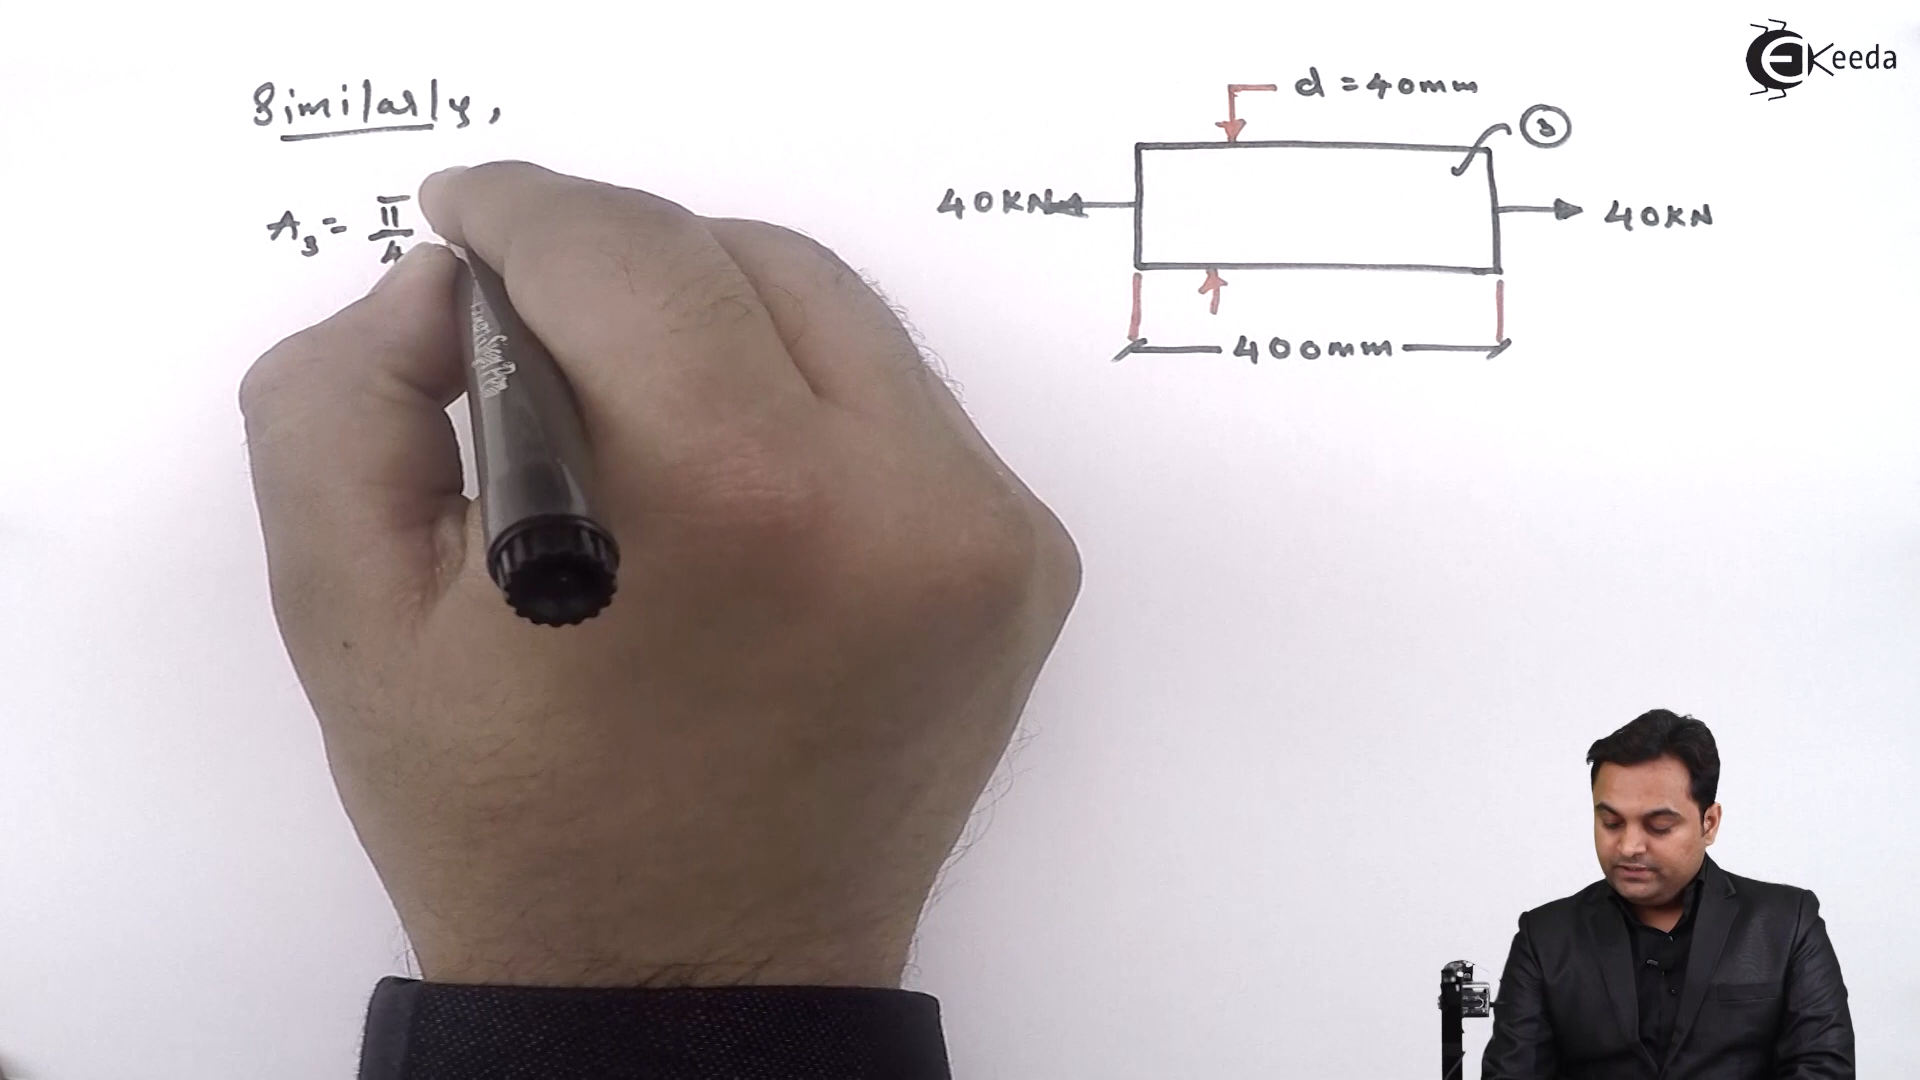 Similarly,
A3 = π/4
d = 40mm
3
40KN
40KN
400mm
EKeeda